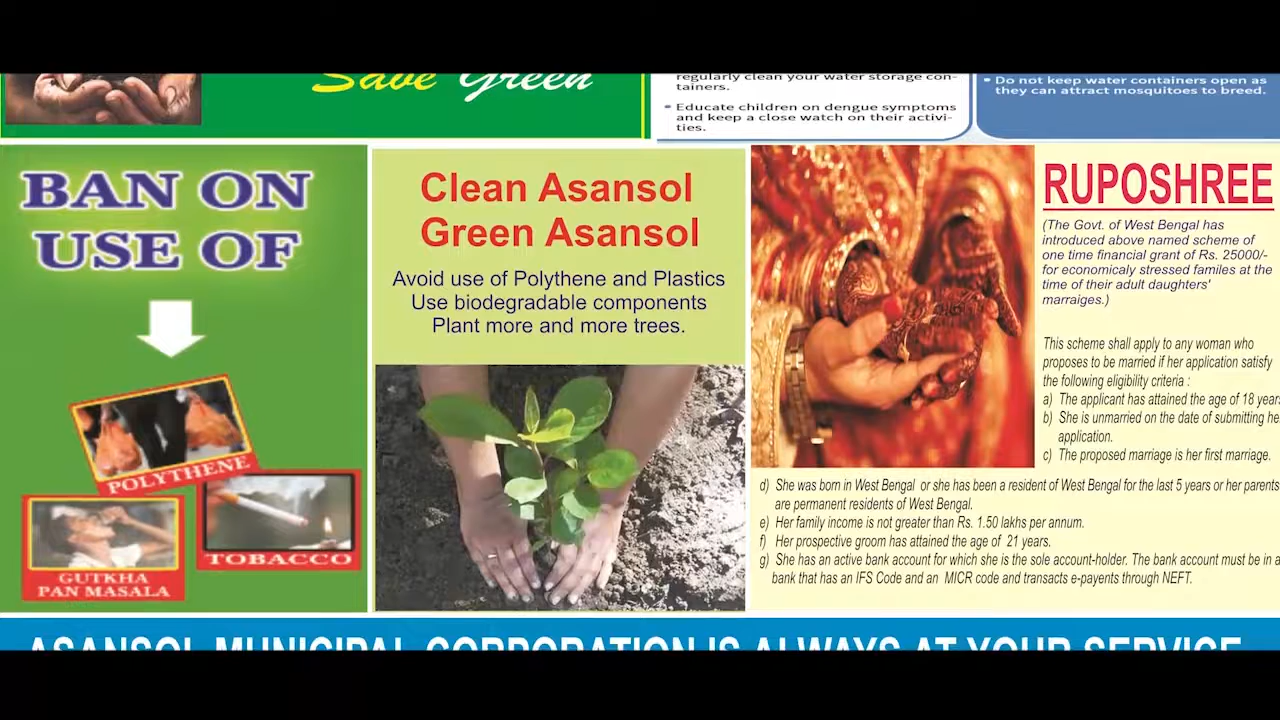 Save Green
regularly clean your water storage con-
tainers.
• Educate children on dengue symptoms
and keep a close watch on their activi-
ties.
• Do not keep water containers open as
they can attract mosquitoes to breed.
BAN ON
USE OF
POLYTHENE
TOBACCO
GUTKHA
PAN MASALA
Clean Asansol
Green Asansol
Avoid use of Polythene and Plastics
Use biodegradable components
Plant more and more trees.
RUPOSHREE
(The Govt. of West Bengal has
introduced above named scheme of
one time financial grant of Rs. 25000/-
for economicaly stressed familes at the
time of their adult daughters'
marraiges.)
This scheme shall apply to any woman who
proposes to be married if her application satisfy
the following eligibility criteria :
a) The applicant has attained the age of 18 years
b) She is unmarried on the date of submitting he
application.
c) The proposed marriage is her first marriage.
d) She was born in West Bengal or she has been a resident of West Bengal for the last 5 years or her parents
are permanent residents of West Bengal.
e) Her family income is not greater than Rs. 1.50 lakhs per annum.
f) Her prospective groom has attained the age of 21 years.
g) She has an active bank account for which she is the sole account-holder. The bank account must be in a
bank that has an IFS Code and an MICR code and transacts e-payents through NEFT.
ASANSOL MUNICIPAL CORPORATION IS ALWAYS AT YOUR SERVICE